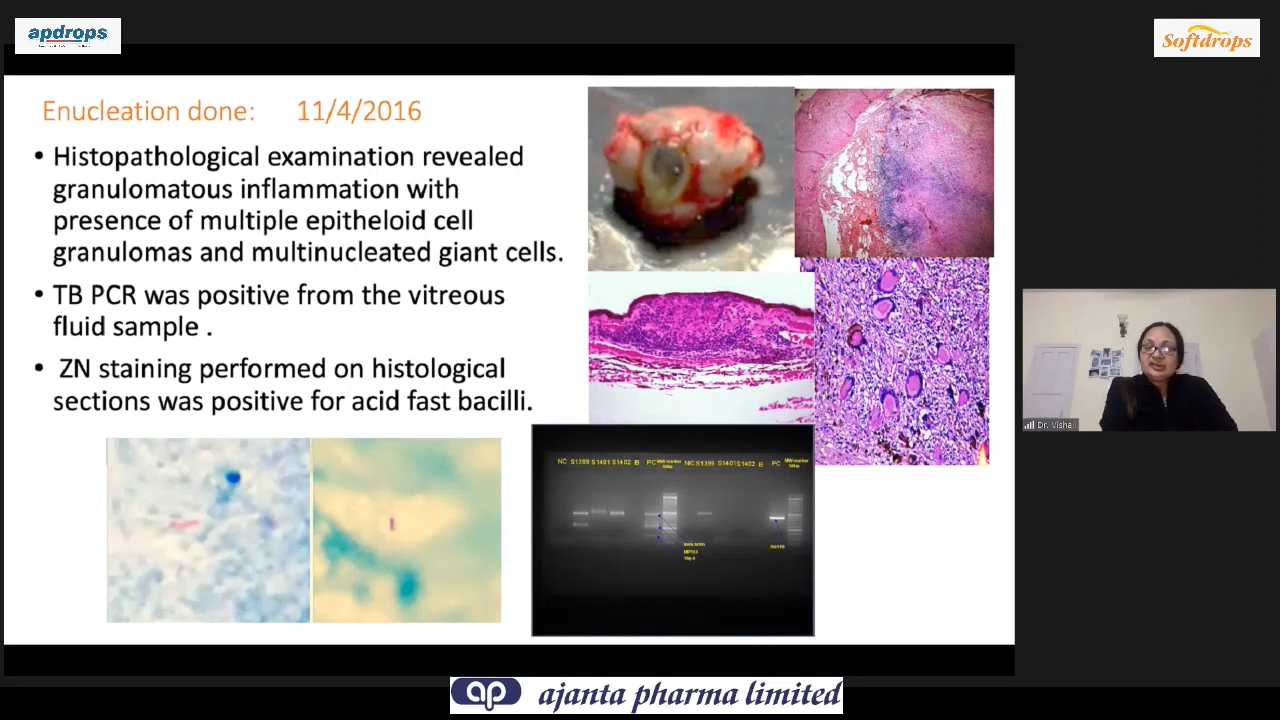 apdrops
Softdrops
Enucleation done: 11/4/2016
• Histopathological examination revealed
granulomatous inflammation with
presence of multiple epitheloid cell
granulomas and multinucleated giant cells.
• TB PCR was positive from the vitreous
fluid sample .
• ZN staining performed on histological
sections was positive for acid fast bacilli.
NC S1399 S1401 S1402 B PC NC S1399 S1401 S1402 B PC
Dr. Vishali
ap ajanta pharma limited